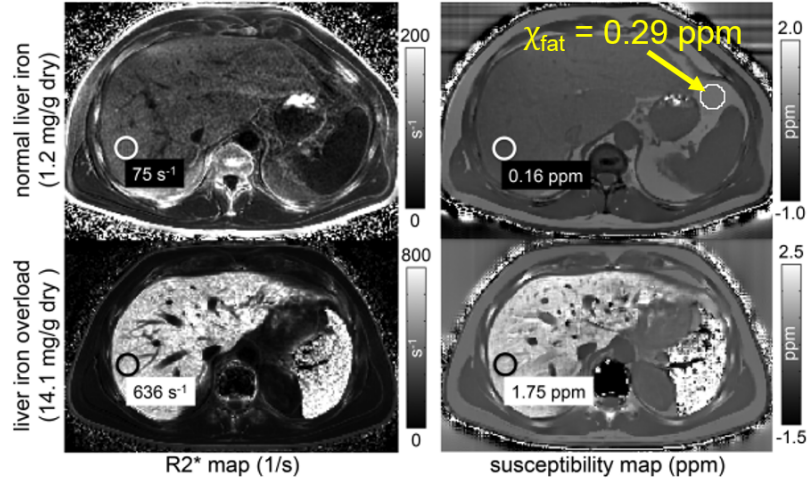 normal liver iron
(1.2 mg/g dry)
75 s⁻¹
200
s⁻¹
0
χfat = 0.29 ppm
0.16 ppm
2.0
ppm
-1.0
liver iron overload
(14.1 mg/g dry)
636 s⁻¹
800
s⁻¹
0
1.75 ppm
2.5
ppm
-1.5
R2* map (1/s)
susceptibility map (ppm)